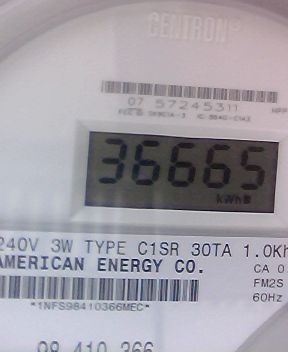 CENTRON
07 57245311
36665
kWh
240V 3W TYPE C1SR 30TA 1.0Kh
AMERICAN ENERGY CO.
CA 0.
FM2S
60Hz
*1NFS98410366MEC*
98 410 366